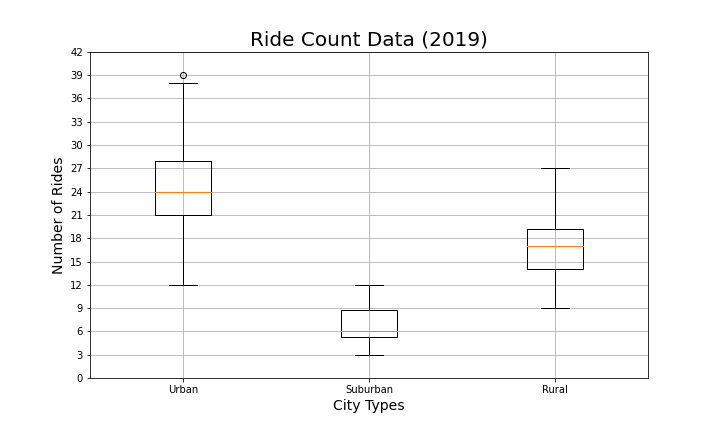 Ride Count Data (2019)
Number of Rides
42
39
36
33
30
27
24
21
18
15
12
9
6
3
0
Urban
Suburban
Rural
City Types